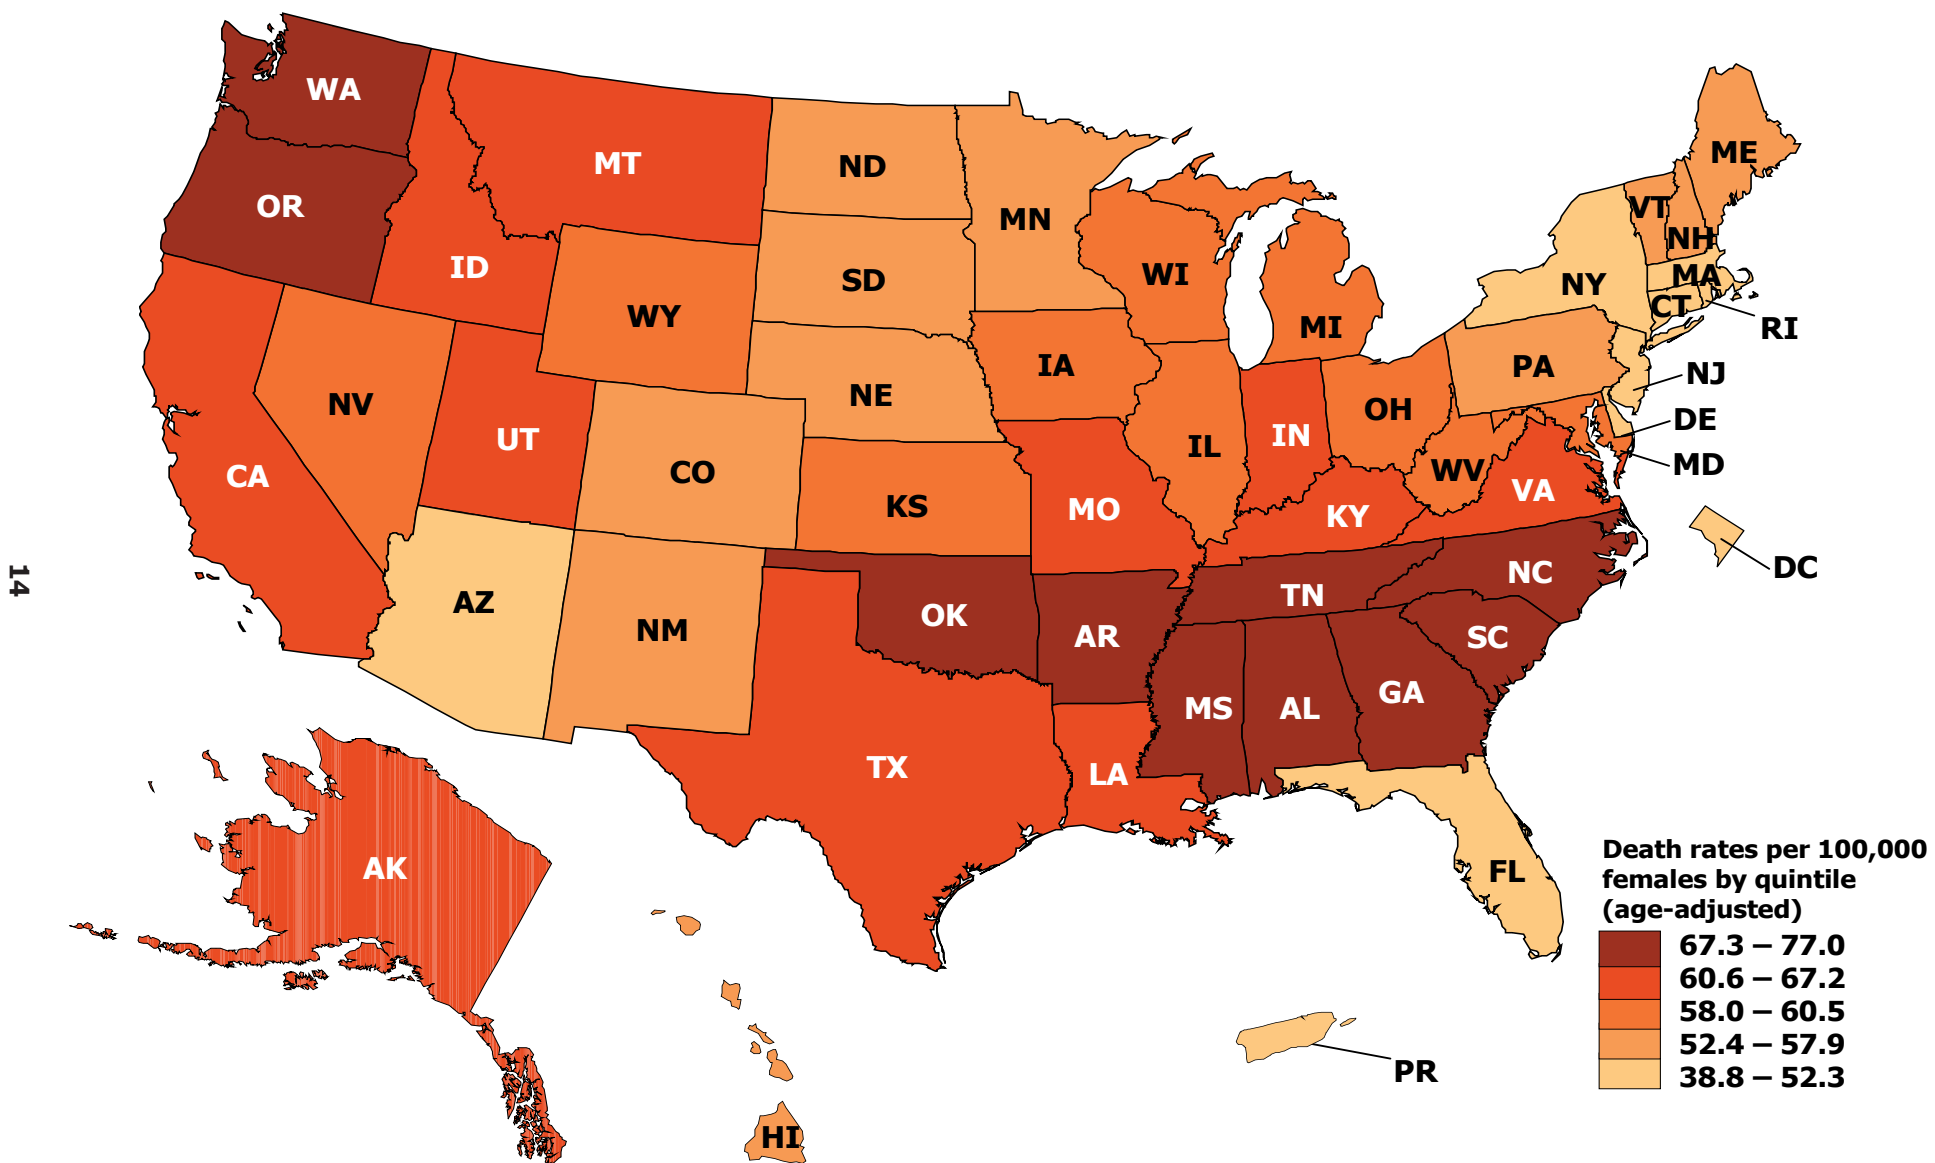 WA
MT
ND
MN
ME
OR
ID
SD
WI
VT
NH
WY
MI
NY
MA
CT
RI
NV
UT
NE
IA
IL
IN
OH
PA
NJ
DE
MD
CA
CO
KS
MO
KY
WV
VA
DC
14
AZ
NM
OK
AR
TN
NC
SC
MS
AL
GA
TX
LA
FL
AK
HI
PR
Death rates per 100,000
females by quintile
(age-adjusted)
67.3 – 77.0
60.6 – 67.2
58.0 – 60.5
52.4 – 57.9
38.8 – 52.3